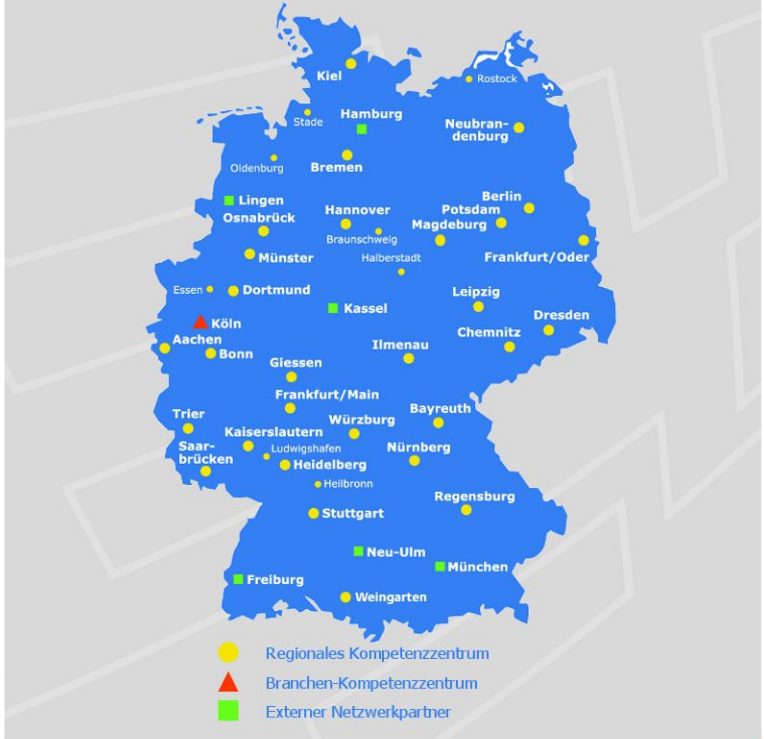 Kiel
Rostock
Stade
Hamburg
Neubran-
denburg
Oldenburg
Bremen
Lingen
Berlin
Osnabrück
Hannover
Potsdam
Magdeburg
Braunschweig
Münster
Halberstadt
Frankfurt/Oder
Essen
Dortmund
Leipzig
Kassel
Dresden
Köln
Chemnitz
Aachen
Ilmenau
Bonn
Giessen
Frankfurt/Main
Bayreuth
Trier
Würzburg
Kaiserslautern
Saar-
brücken
Ludwigshafen
Nürnberg
Heidelberg
Heilbronn
Regensburg
Stuttgart
Neu-Ulm
München
Freiburg
Weingarten
Regionales Kompetenzzentrum
Branchen-Kompetenzzentrum
Externer Netzwerkpartner